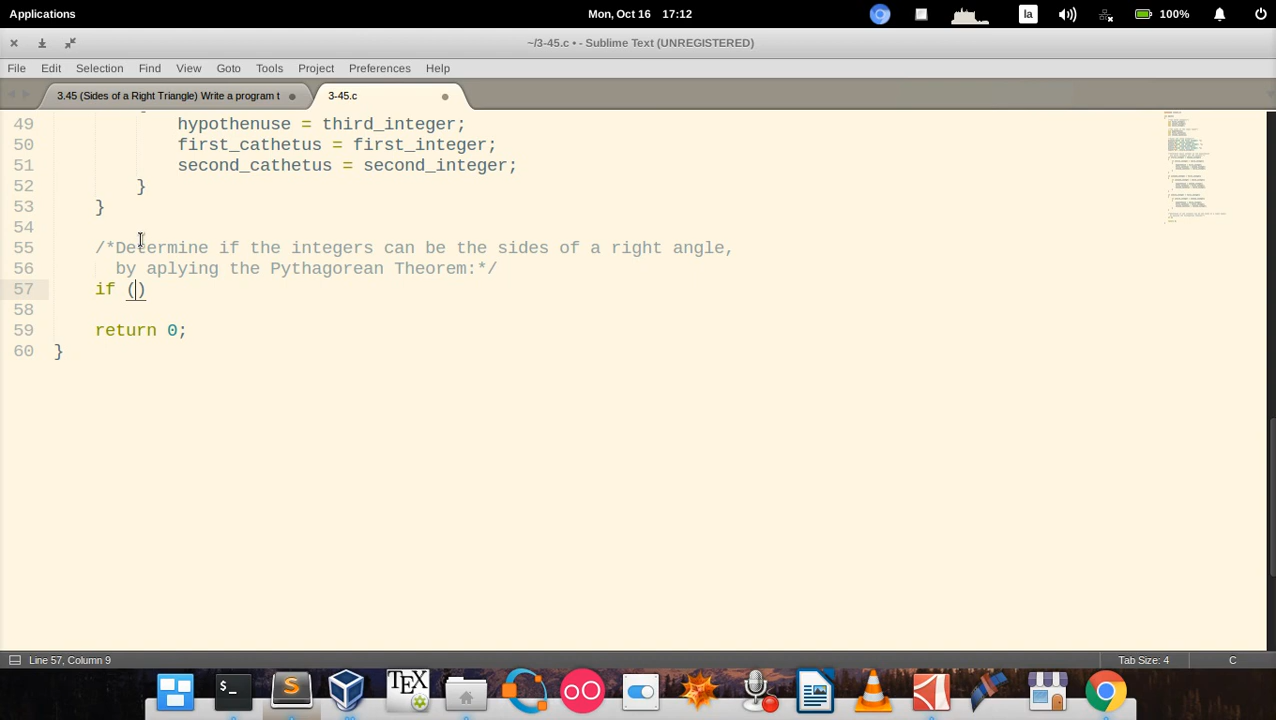 Applications
Mon, Oct 16 17:12
la
100%
~/3-45.c • - Sublime Text (UNREGISTERED)
File Edit Selection Find View Goto Tools Project Preferences Help
3.45 (Sides of a Right Triangle) Write a program t
3-45.c
49 hypothenuse = third_integer;
50 first_cathetus = first_integer;
51 second_cathetus = second_integer;
52 }
53 }
54
55 /*Determine if the integers can be the sides of a right angle,
56 by aplying the Pythagorean Theorem:*/
57 if ()
58
59 return 0;
60 }
Line 57, Column 9
Tab Size: 4
C
>_
S
TEX